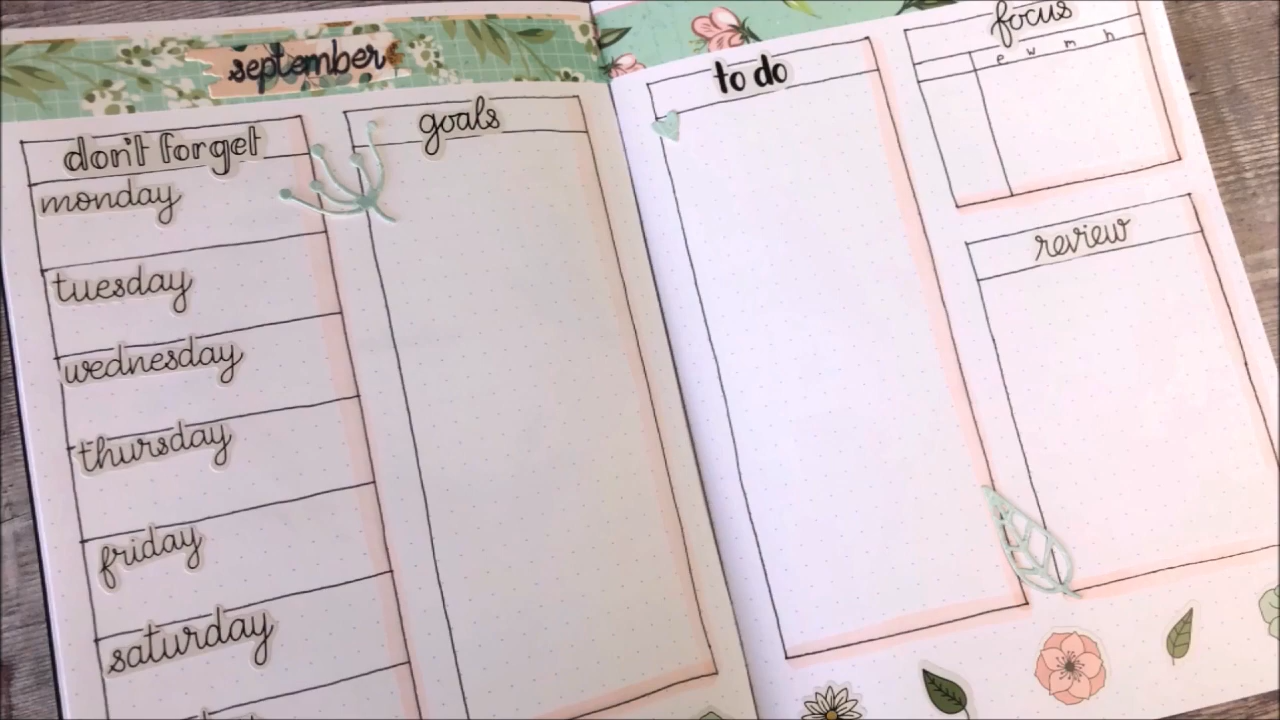 september
don't forget
monday
tuesday
wednesday
thursday
friday
saturday
goals
to do
focus
e w m h
review